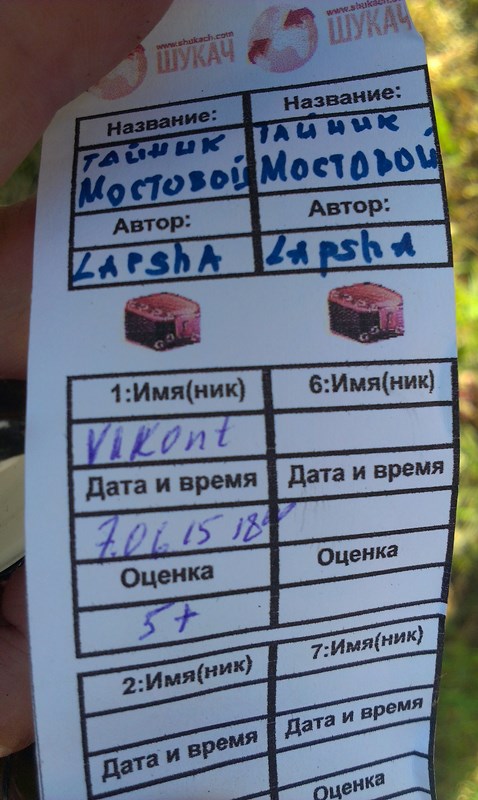 www.shukach.com www.shukach.com
ШУКАЧ ШУКАЧ
Название: Название:
ТАЙНИК ТАЙНИК
МОСТОВОЙ МОСТОВОЙ
Автор: Автор:
LAPShA LApshA
1:Имя(ник) 6:Имя(ник)
VIKOnt
Дата и время Дата и время
7.06.15 18⁰⁰
Оценка Оценка
5+
2:Имя(ник) 7:Имя(ник)
Дата и время Дата и время
Оценка